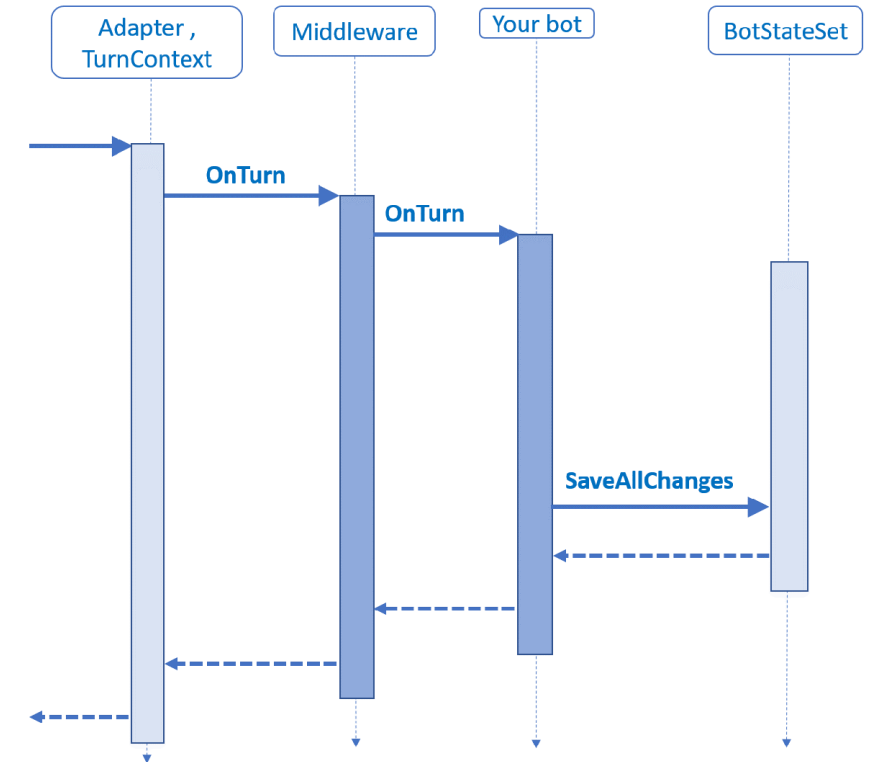 Adapter ,
TurnContext
Middleware
Your bot
BotStateSet
OnTurn
OnTurn
SaveAllChanges